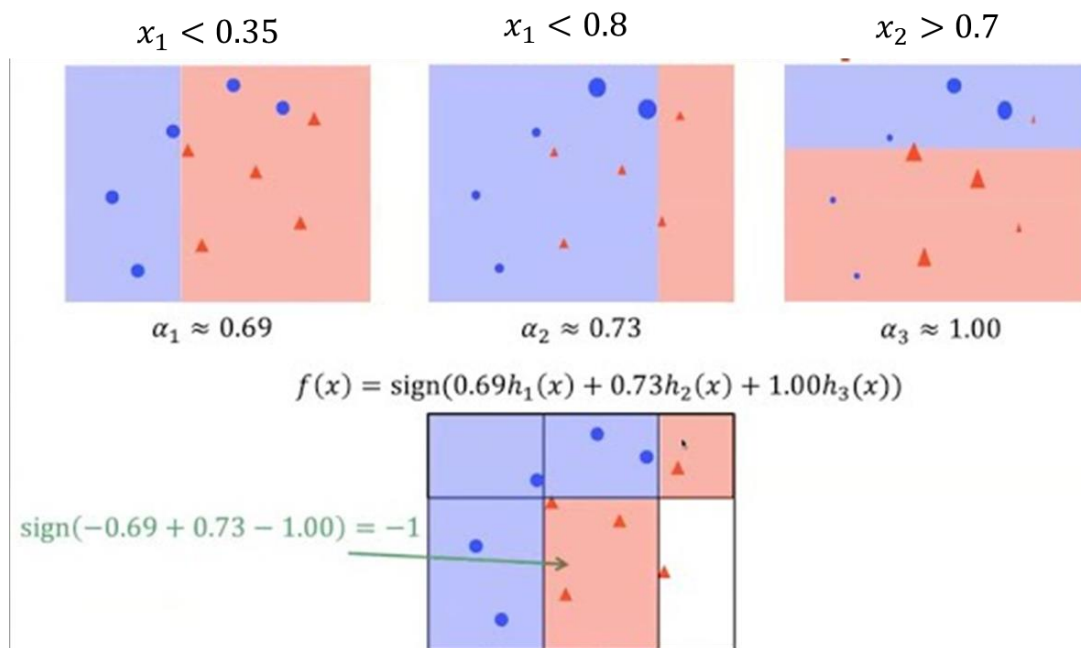 x₁ < 0.35
x₁ < 0.8
x₂ > 0.7
α₁ ≈ 0.69
α₂ ≈ 0.73
α₃ ≈ 1.00
f(x) = sign(0.69h₁(x) + 0.73h₂(x) + 1.00h₃(x))
sign(−0.69 + 0.73 − 1.00) = −1